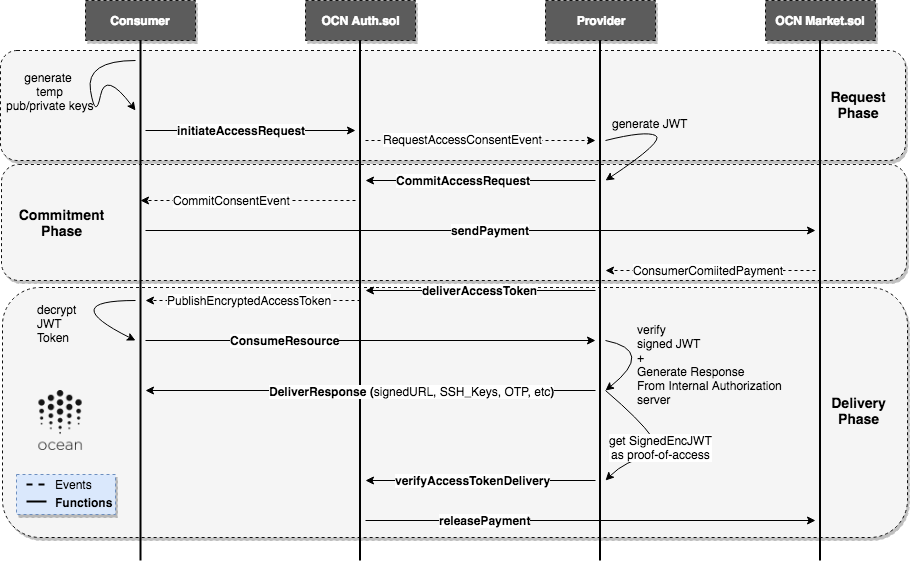 Consumer
OCN Auth.sol
Provider
OCN Market.sol
generate
temp
pub/private keys
Request
Phase
generate JWT
initiateAccessRequest
RequestAccessConsentEvent
CommitAccessRequest
CommitConsentEvent
Commitment
Phase
sendPayment
ConsumerComiitedPayment
deliverAccessToken
PublishEncryptedAccessToken
decrypt
JWT
Token
ConsumeResource
verify
signed JWT
+
Generate Response
From Internal Authorization
server
DeliverResponse (signedURL, SSH_Keys, OTP, etc)
Delivery
Phase
ocean
get SignedEncJWT
as proof-of-access
verifyAccessTokenDelivery
Events
Functions
releasePayment